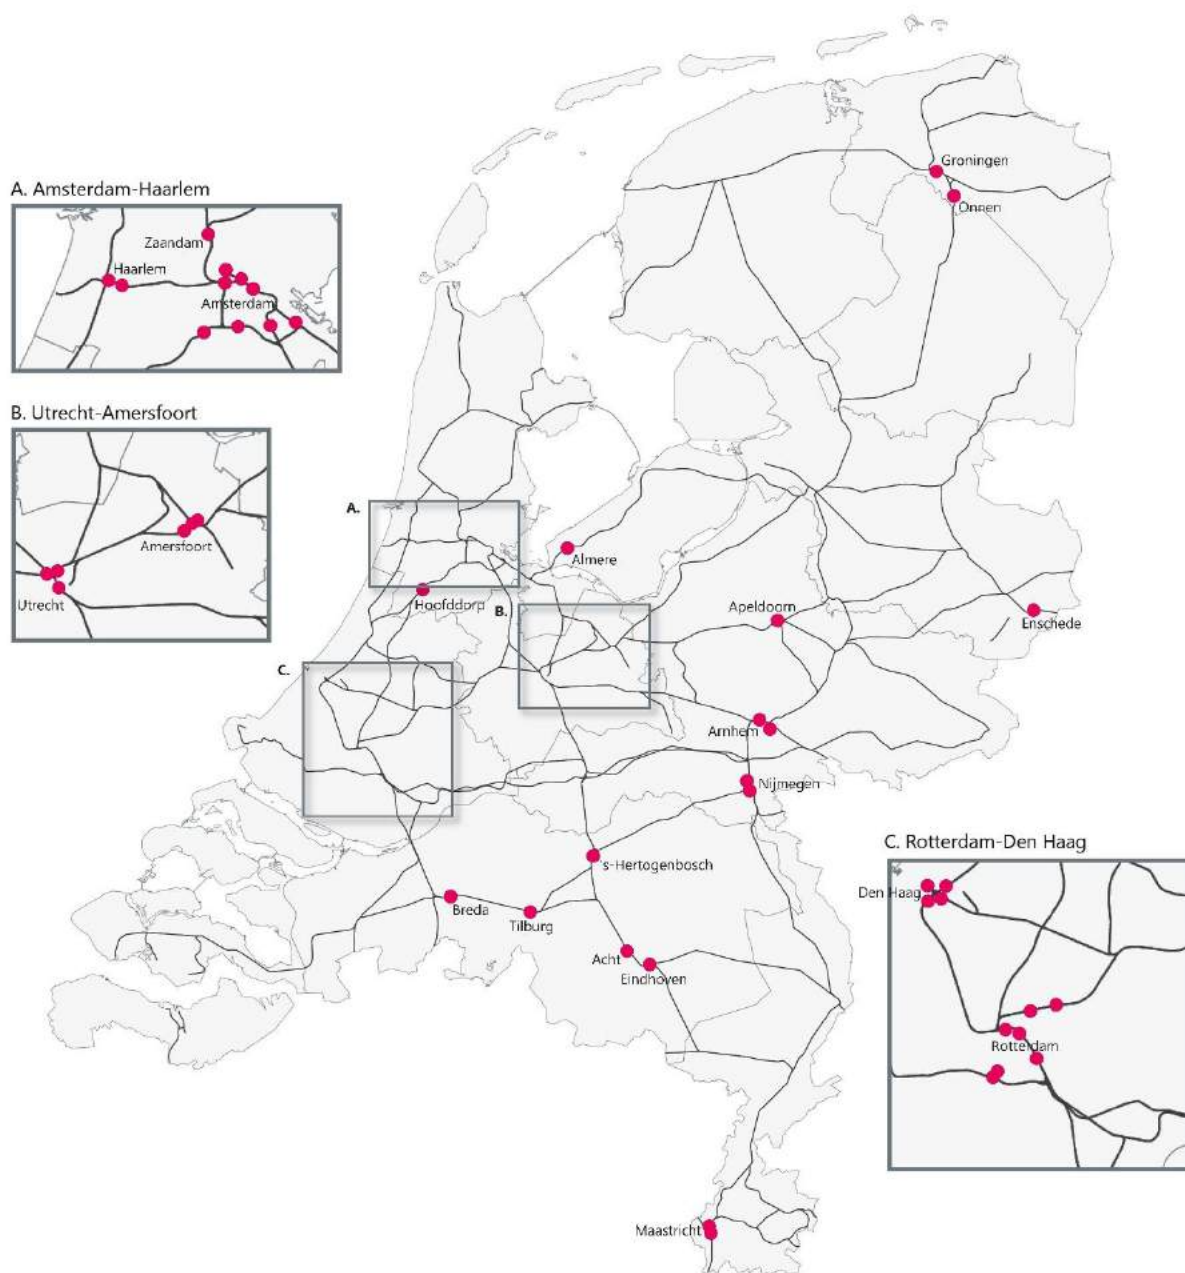 Groningen
Onnen
A. Amsterdam-Haarlem
Zaandam
Haarlem
Amsterdam
B. Utrecht-Amersfoort
Amersfoort
Utrecht
A.
Almere
Hoofddorp
B.
Apeldoorn
Enschede
C.
Arnhem
Nijmegen
's-Hertogenbosch
Breda
Tilburg
Acht
Eindhoven
C. Rotterdam-Den Haag
Den Haag
Rotterdam
Maastricht